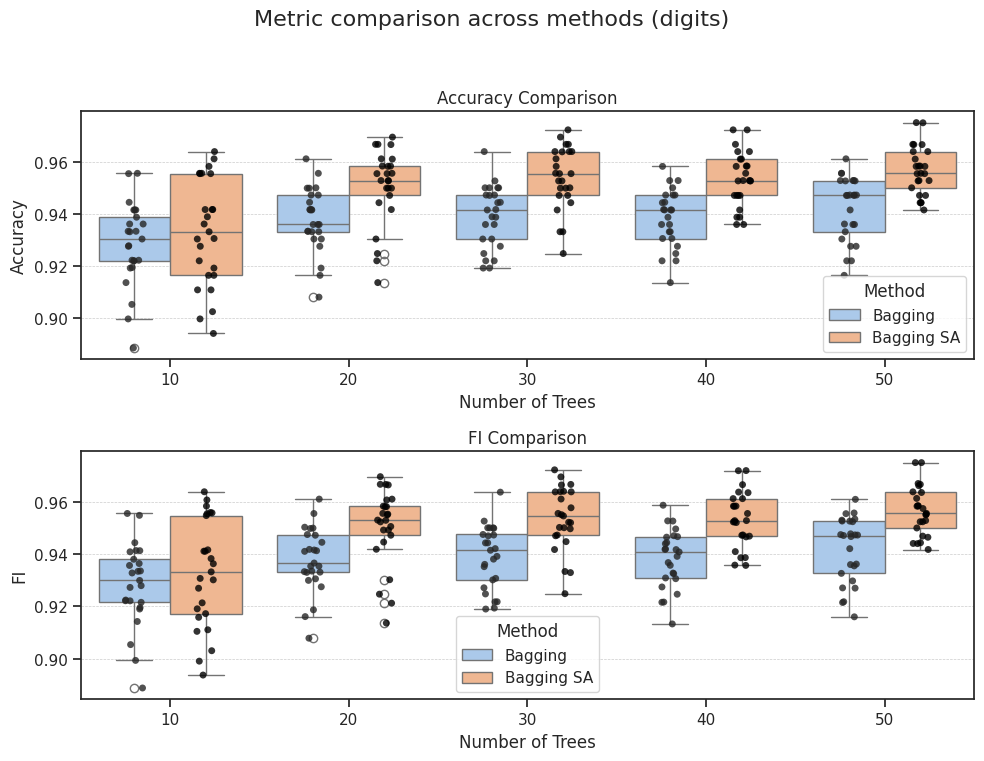 Metric comparison across methods (digits)
Accuracy Comparison
Accuracy
0.96
0.94
0.92
0.90
Method
Bagging
Bagging SA
10 20 30 40 50
Number of Trees
FI Comparison
FI
0.96
0.94
0.92
0.90
Method
Bagging
Bagging SA
10 20 30 40 50
Number of Trees